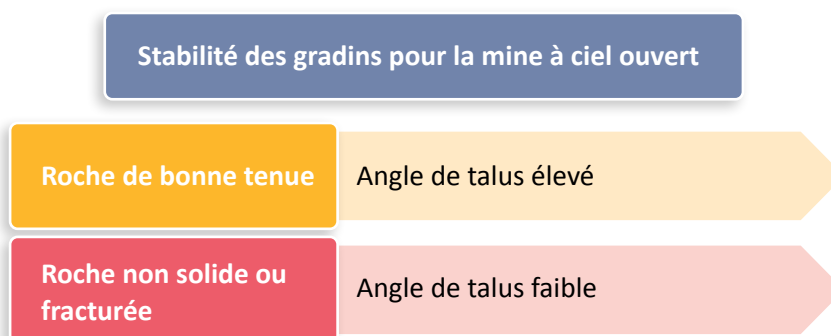 Stabilité des gradins pour la mine à ciel ouvert
Roche de bonne tenue
Angle de talus élevé
Roche non solide ou
fracturée
Angle de talus faible